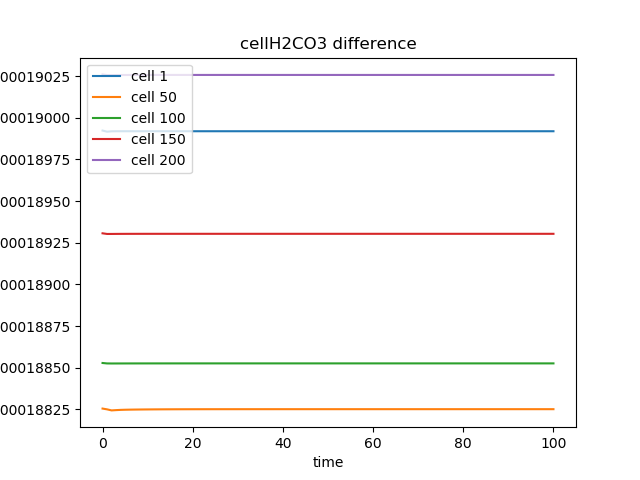 cellH2CO3 difference
00019025
00019000
00018975
00018950
00018925
00018900
00018875
00018850
00018825
cell 1
cell 50
cell 100
cell 150
cell 200
0 20 40 60 80 100
time